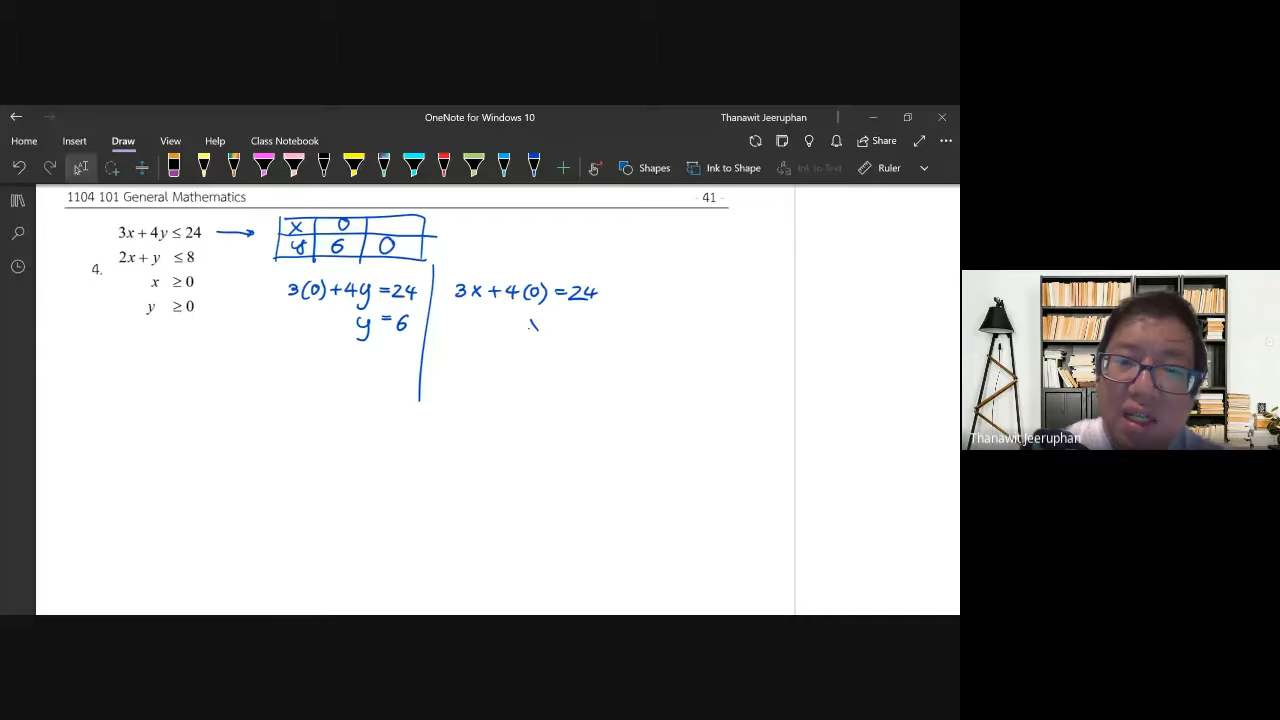 OneNote for Windows 10
Thanawit Jeeruphan
Home Insert Draw View Help Class Notebook
Share
Shapes Ink to Shape Ink to Text Ruler
1104 101 General Mathematics
- 41 -
4.
3x + 4y ≤ 24
2x + y ≤ 8
x ≥ 0
y ≥ 0
x 0
y 6 0
3(0) + 4y = 24
y = 6
3x + 4(0) = 24
Thanawit Jeeruphan